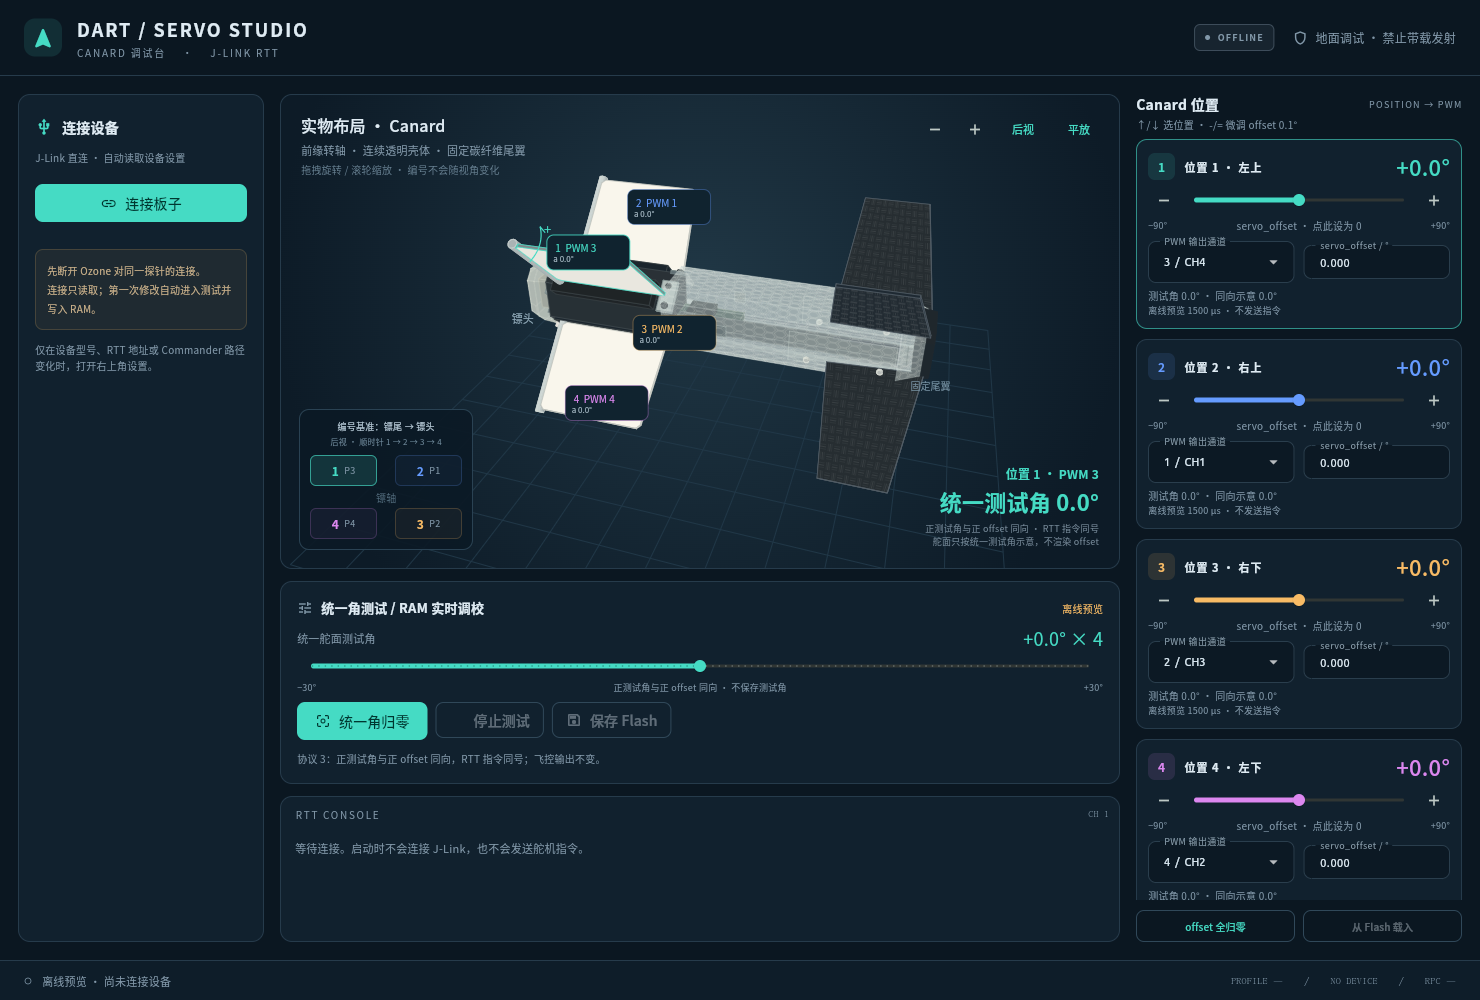 DART / SERVO STUDIO
CANARD 调试台 · J-LINK RTT
OFFLINE
地面调试 · 禁止带载发射
连接设备
J-Link 直连 · 自动读取设备设置
连接板子
先断开 Ozone 对同一探针的连接。
连接只读取；第一次修改自动进入测试并
写入 RAM。
仅在设备型号、RTT 地址或 Commander 路径
变化时，打开右上角设置。
实物布局 · Canard
前缘转轴 · 连续透明壳体 · 固定碳纤维尾翼
拖拽旋转 / 滚轮缩放 · 编号不会随视角变化
− + 后视 平放
2 PWM 1
a 0.0°
1 PWM 3
a 0.0°
镖头
3 PWM 2
a 0.0°
固定尾翼
4 PWM 4
a 0.0°
编号基准：镖尾 → 镖头
后视 · 顺时针 1 → 2 → 3 → 4
1 P3
2 P1
镖轴
4 P4
3 P2
位置 1 · PWM 3
统一测试角 0.0°
正测试角与正 offset 同向 · RTT 指令同号
舵面只按统一测试角示意，不渲染 offset
统一角测试 / RAM 实时调校
离线预览
统一舵面测试角
+0.0° × 4
−30°
正测试角与正 offset 同向 · 不保存测试角
+30°
统一角归零
停止测试
保存 Flash
协议 3：正测试角与正 offset 同向，RTT 指令同号；飞控输出不变。
RTT CONSOLE
CH 1
等待连接。启动时不会连接 J-Link，也不会发送舵机指令。
Canard 位置
POSITION → PWM
↑/↓ 选位置 · -/= 微调 offset 0.1°
1 位置 1 · 左上 +0.0°
− +
−90° servo_offset · 点此设为 0 +90°
PWM 输出通道 servo_offset / °
3 / CH4 0.000
测试角 0.0° · 同向示意 0.0°
离线预览 1500 µs · 不发送指令
2 位置 2 · 右上 +0.0°
− +
−90° servo_offset · 点此设为 0 +90°
PWM 输出通道 servo_offset / °
1 / CH1 0.000
测试角 0.0° · 同向示意 0.0°
离线预览 1500 µs · 不发送指令
3 位置 3 · 右下 +0.0°
− +
−90° servo_offset · 点此设为 0 +90°
PWM 输出通道 servo_offset / °
2 / CH3 0.000
测试角 0.0° · 同向示意 0.0°
离线预览 1500 µs · 不发送指令
4 位置 4 · 左下 +0.0°
− +
−90° servo_offset · 点此设为 0 +90°
PWM 输出通道 servo_offset / °
4 / CH2 0.000
测试角 0.0° · 同向示意 0.0°
offset 全归零
从 Flash 载入
离线预览 · 尚未连接设备
PROFILE — / NO DEVICE / RPC —